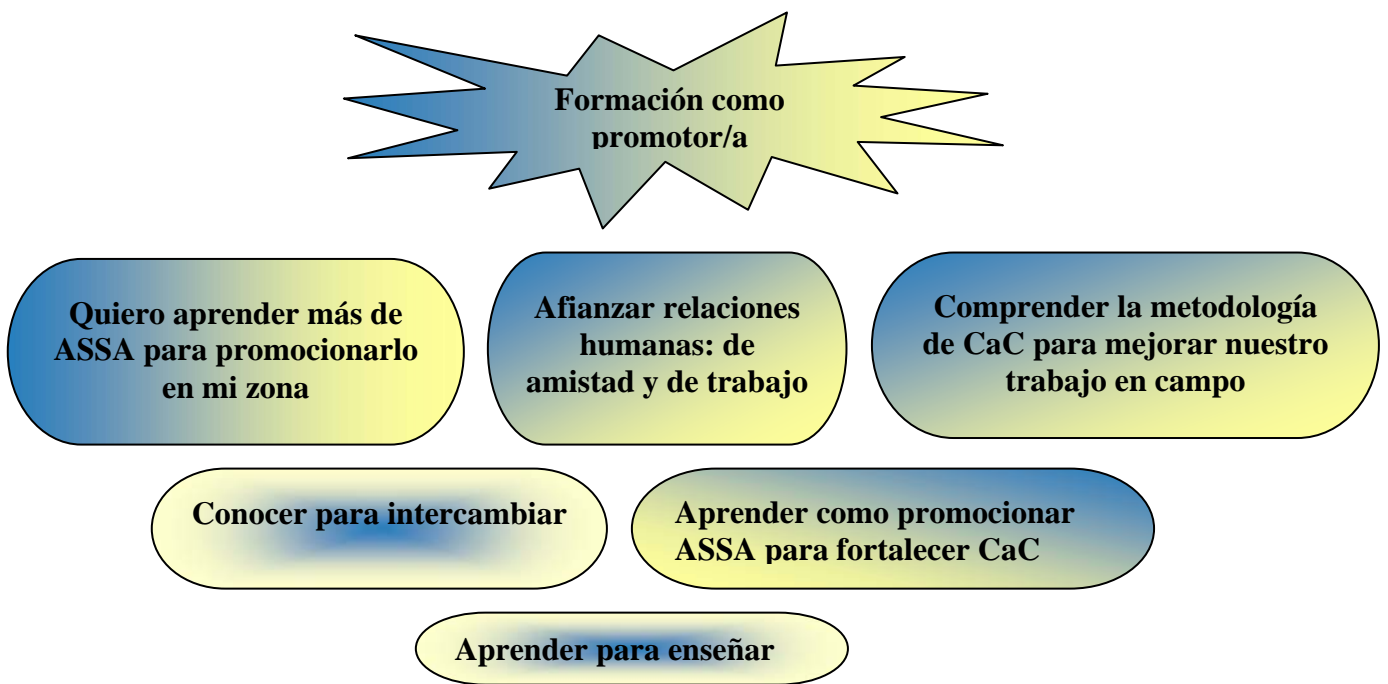 Formación como
promotor/a
Quiero aprender más de
ASSA para promocionarlo
en mi zona
Afianzar relaciones
humanas: de
amistad y de trabajo
Comprender la metodología
de CaC para mejorar nuestro
trabajo en campo
Conocer para intercambiar
Aprender como promocionar
ASSA para fortalecer CaC
Aprender para enseñar